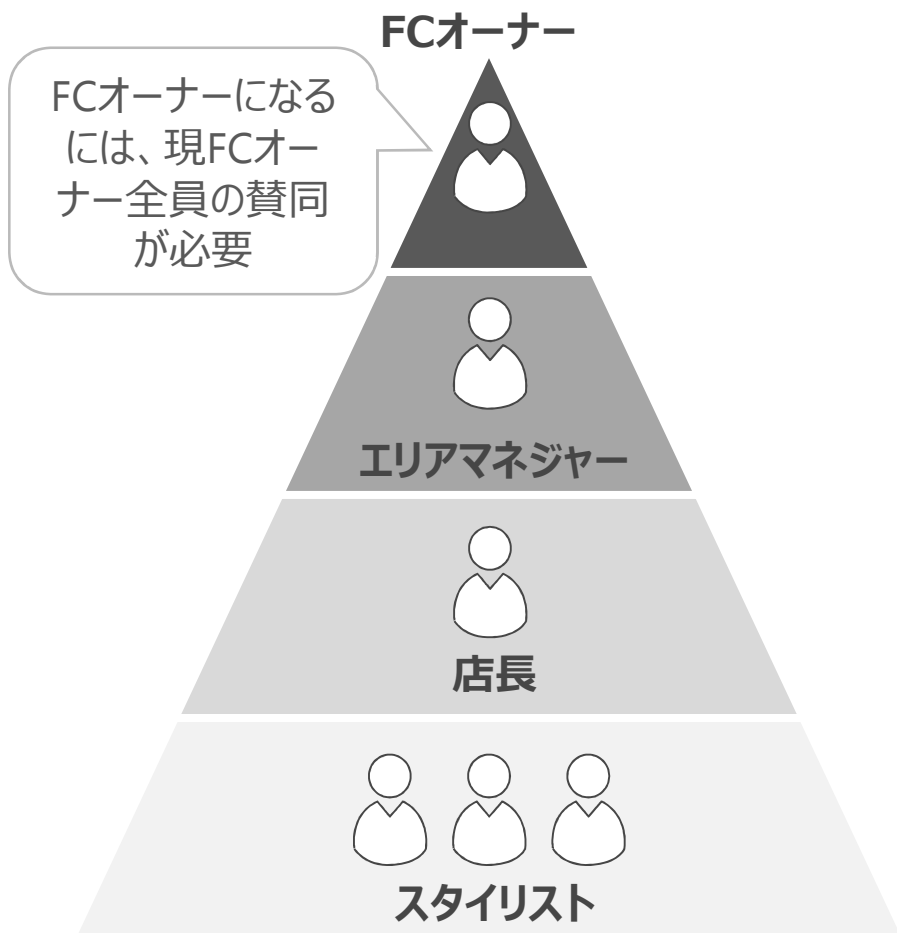 FCオーナー
FCオーナーになる
には、現FCオー
ナー全員の賛同
が必要
エリアマネジャー
店長
スタイリスト